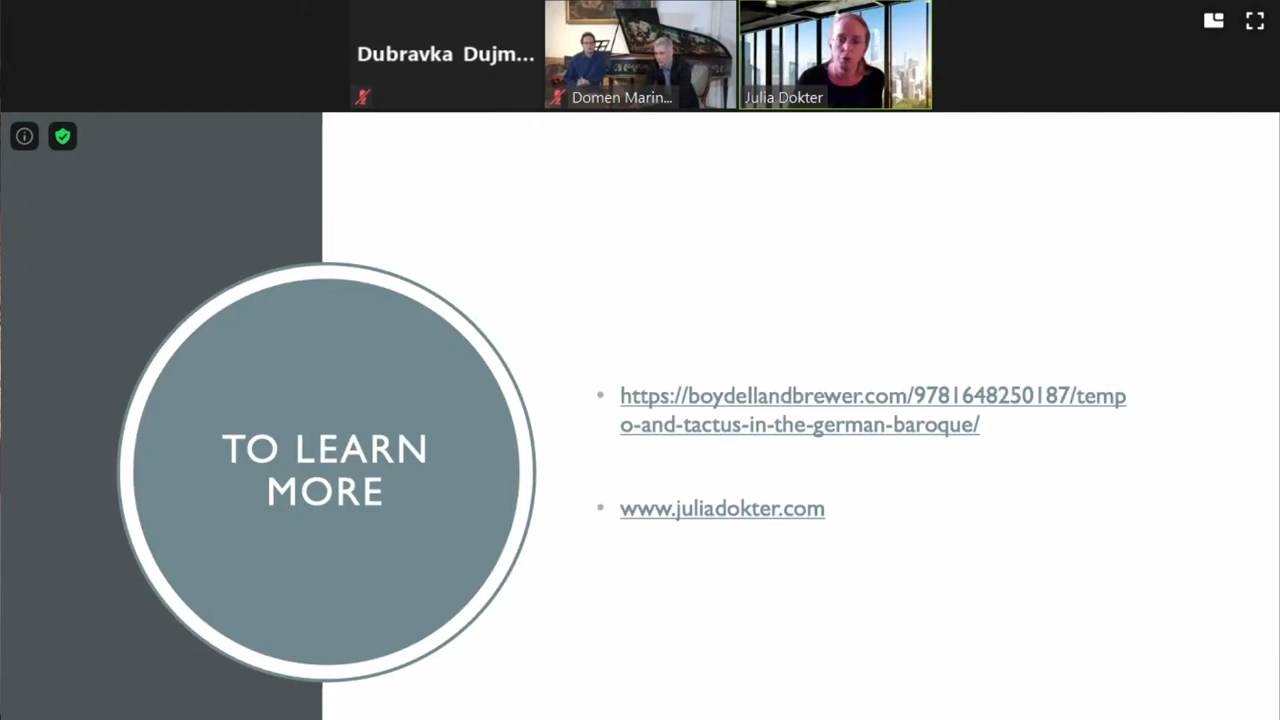 Dubravka Dujm...
Domen Marin...
Julia Dokter
TO LEARN
MORE
• https://boydellandbrewer.com/9781648250187/temp
o-and-tactus-in-the-german-baroque/
• www.juliadokter.com